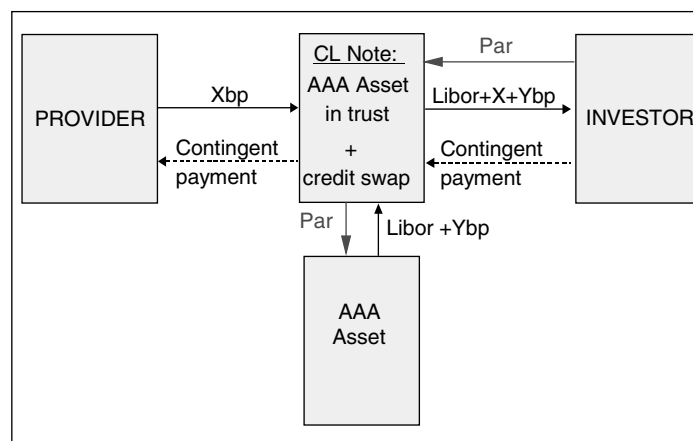 PROVIDER
Xbp
Contingent
payment
CL Note:
AAA Asset
in trust
+
credit swap
Par
Libor+X+Ybp
Contingent
payment
INVESTOR
Par
Libor +Ybp
AAA
Asset